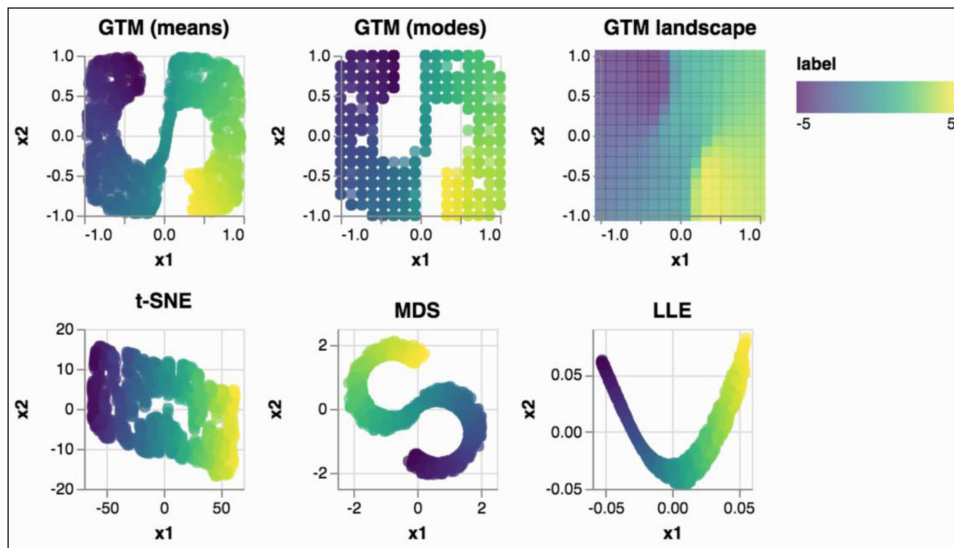 GTM (means)
1.0
0.5
0.0
-0.5
-1.0
x2
-1.0 0.0 1.0
x1
GTM (modes)
1.0
0.5
0.0
-0.5
-1.0
x2
-1.0 0.0 1.0
x1
GTM landscape
1.0
0.5
0.0
-0.5
-1.0
x2
-1.0 0.0 1.0
x1
label
-5 5
t-SNE
20
10
0
-10
-20
x2
-50 0 50
x1
MDS
2
0
-2
x2
-2 0 2
x1
LLE
0.05
0.00
-0.05
x2
-0.05 0.00 0.05
x1